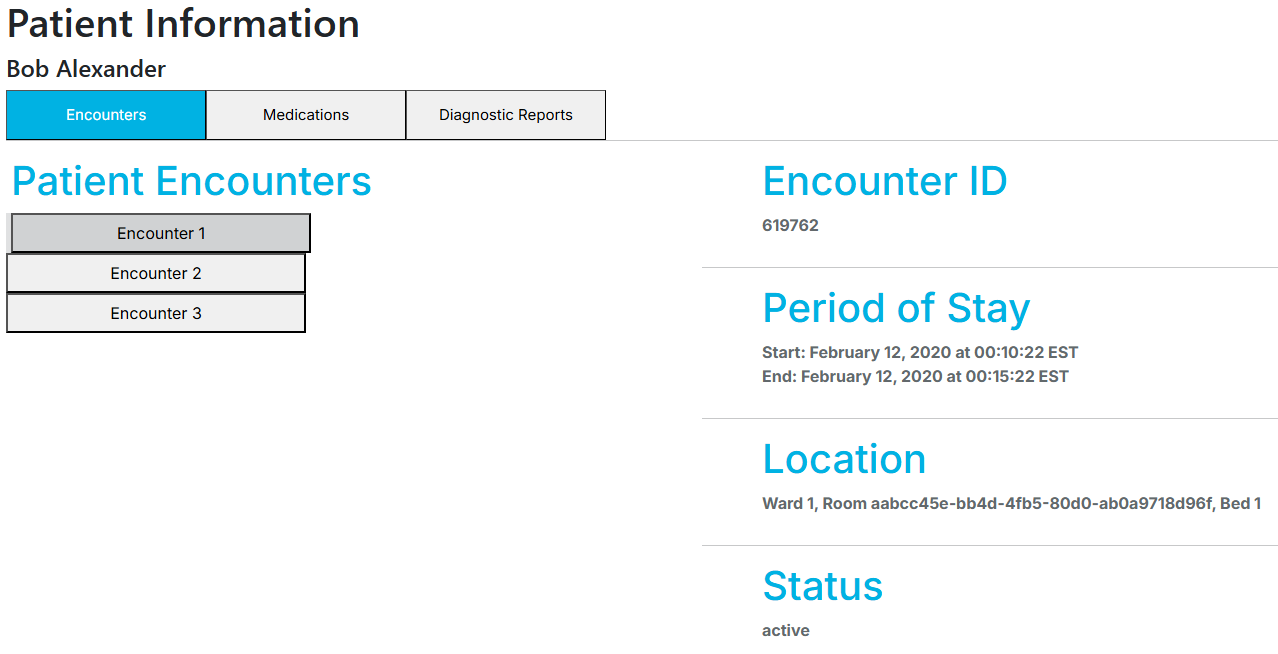 Patient Information
Bob Alexander
Encounters
Medications
Diagnostic Reports
Patient Encounters
Encounter 1
Encounter 2
Encounter 3
Encounter ID
619762
Period of Stay
Start: February 12, 2020 at 00:10:22 EST
End: February 12, 2020 at 00:15:22 EST
Location
Ward 1, Room aabcc45e-bb4d-4fb5-80d0-ab0a9718d96f, Bed 1
Status
active